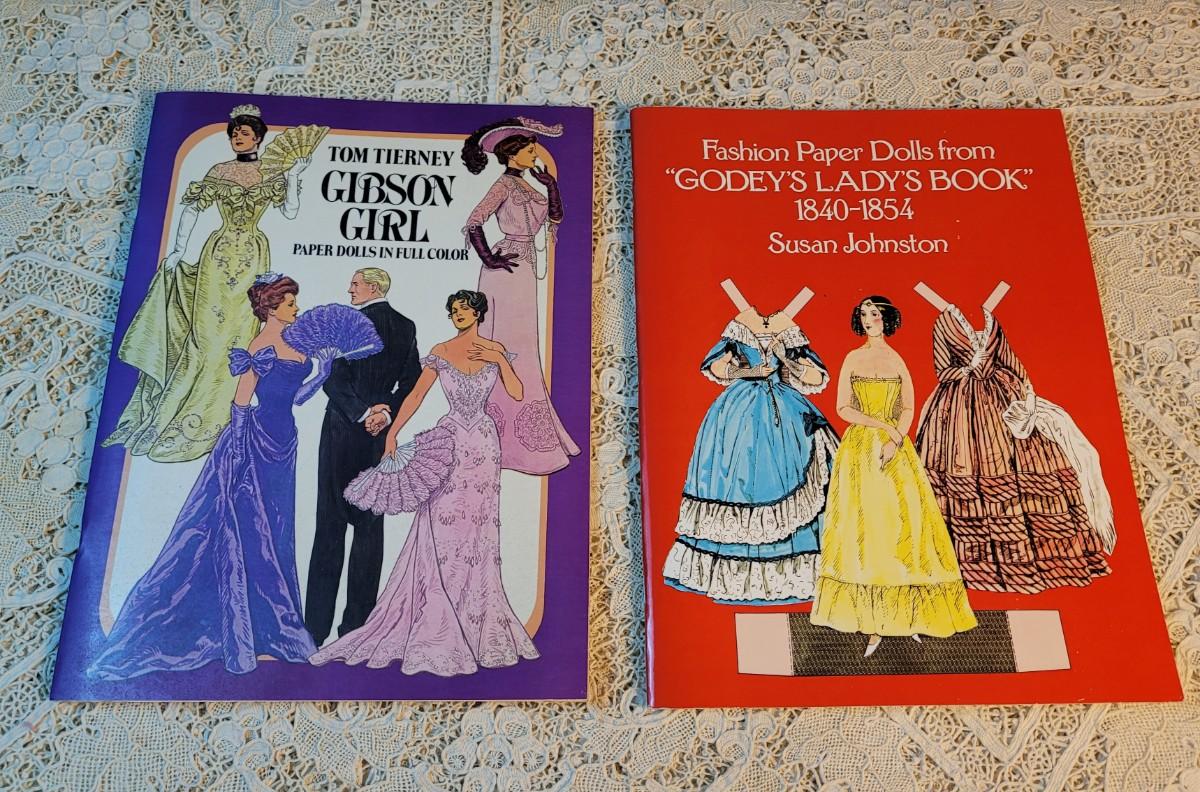 TOM TIERNEY
GIBSON
GIRL
PAPER DOLLS IN FULL COLOR
Fashion Paper Dolls from
"GODEY'S LADY'S BOOK"
1840-1854
Susan Johnston